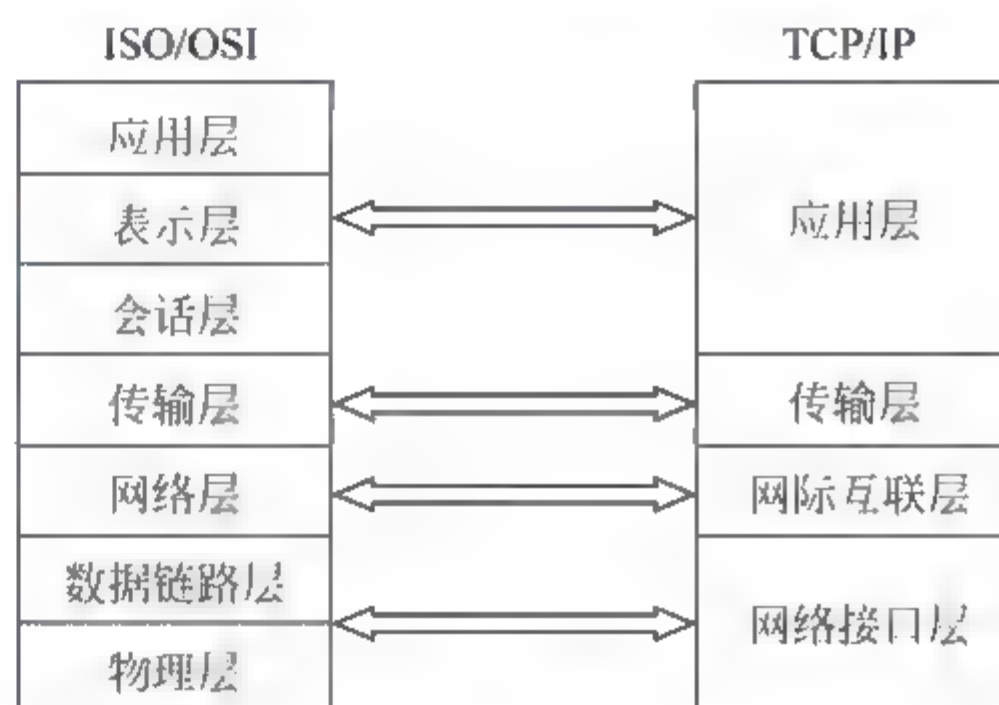 ISO/OSI
TCP/IP
应用层
表示层
会话层
传输层
网络层
数据链路层
物理层
应用层
传输层
网际互联层
网络接口层